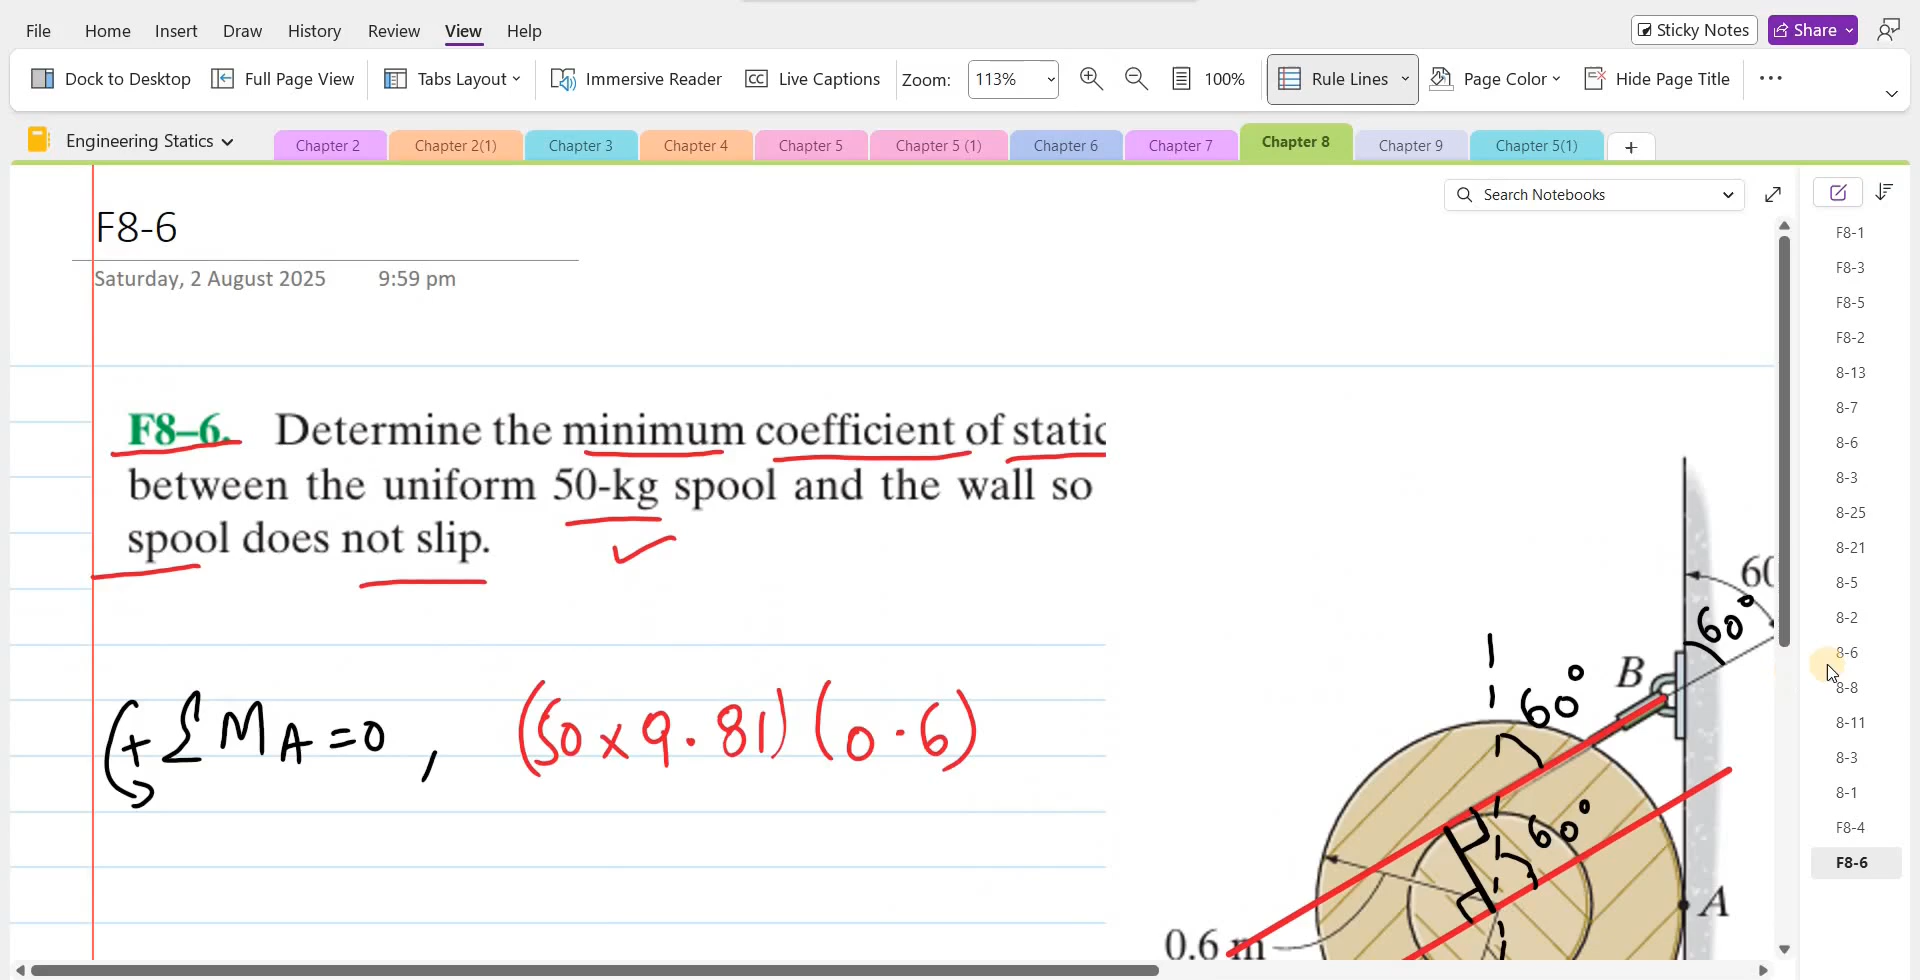 File Home Insert Draw History Review View Help Sticky Notes Share
Dock to Desktop Full Page View Tabs Layout Immersive Reader CC Live Captions Zoom: 113% 100% Rule Lines Page Color Hide Page Title
Engineering Statics Chapter 2 Chapter 2(1) Chapter 3 Chapter 4 Chapter 5 Chapter 5 (1) Chapter 6 Chapter 7 Chapter 8 Chapter 9 Chapter 5(1) +
Search Notebooks
F8-6
Saturday, 2 August 2025 9:59 pm
F8–6. Determine the minimum coefficient of static
between the uniform 50-kg spool and the wall so
spool does not slip.
+ΣMA=0, (50×9.81)(0.6)
60
60°
B
60°
60°
A
0.6 m
F8-1
F8-3
F8-5
F8-2
8-13
8-7
8-6
8-3
8-25
8-21
8-5
8-2
8-6
8-8
8-11
8-3
8-1
F8-4
F8-6